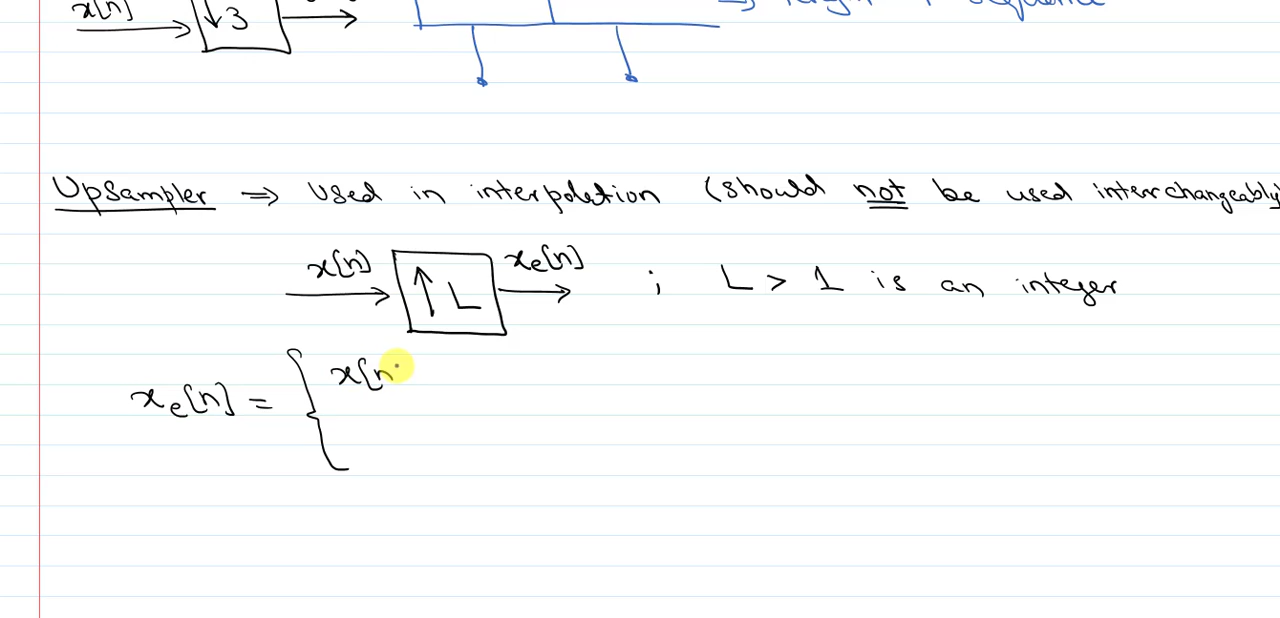 x[n] ↓3
Upsampler ⇒ Used in interpolation (should not be used interchangeably)
x[n] ↑L xe[n] ; L > 1 is an integer
xe[n] = { x[n